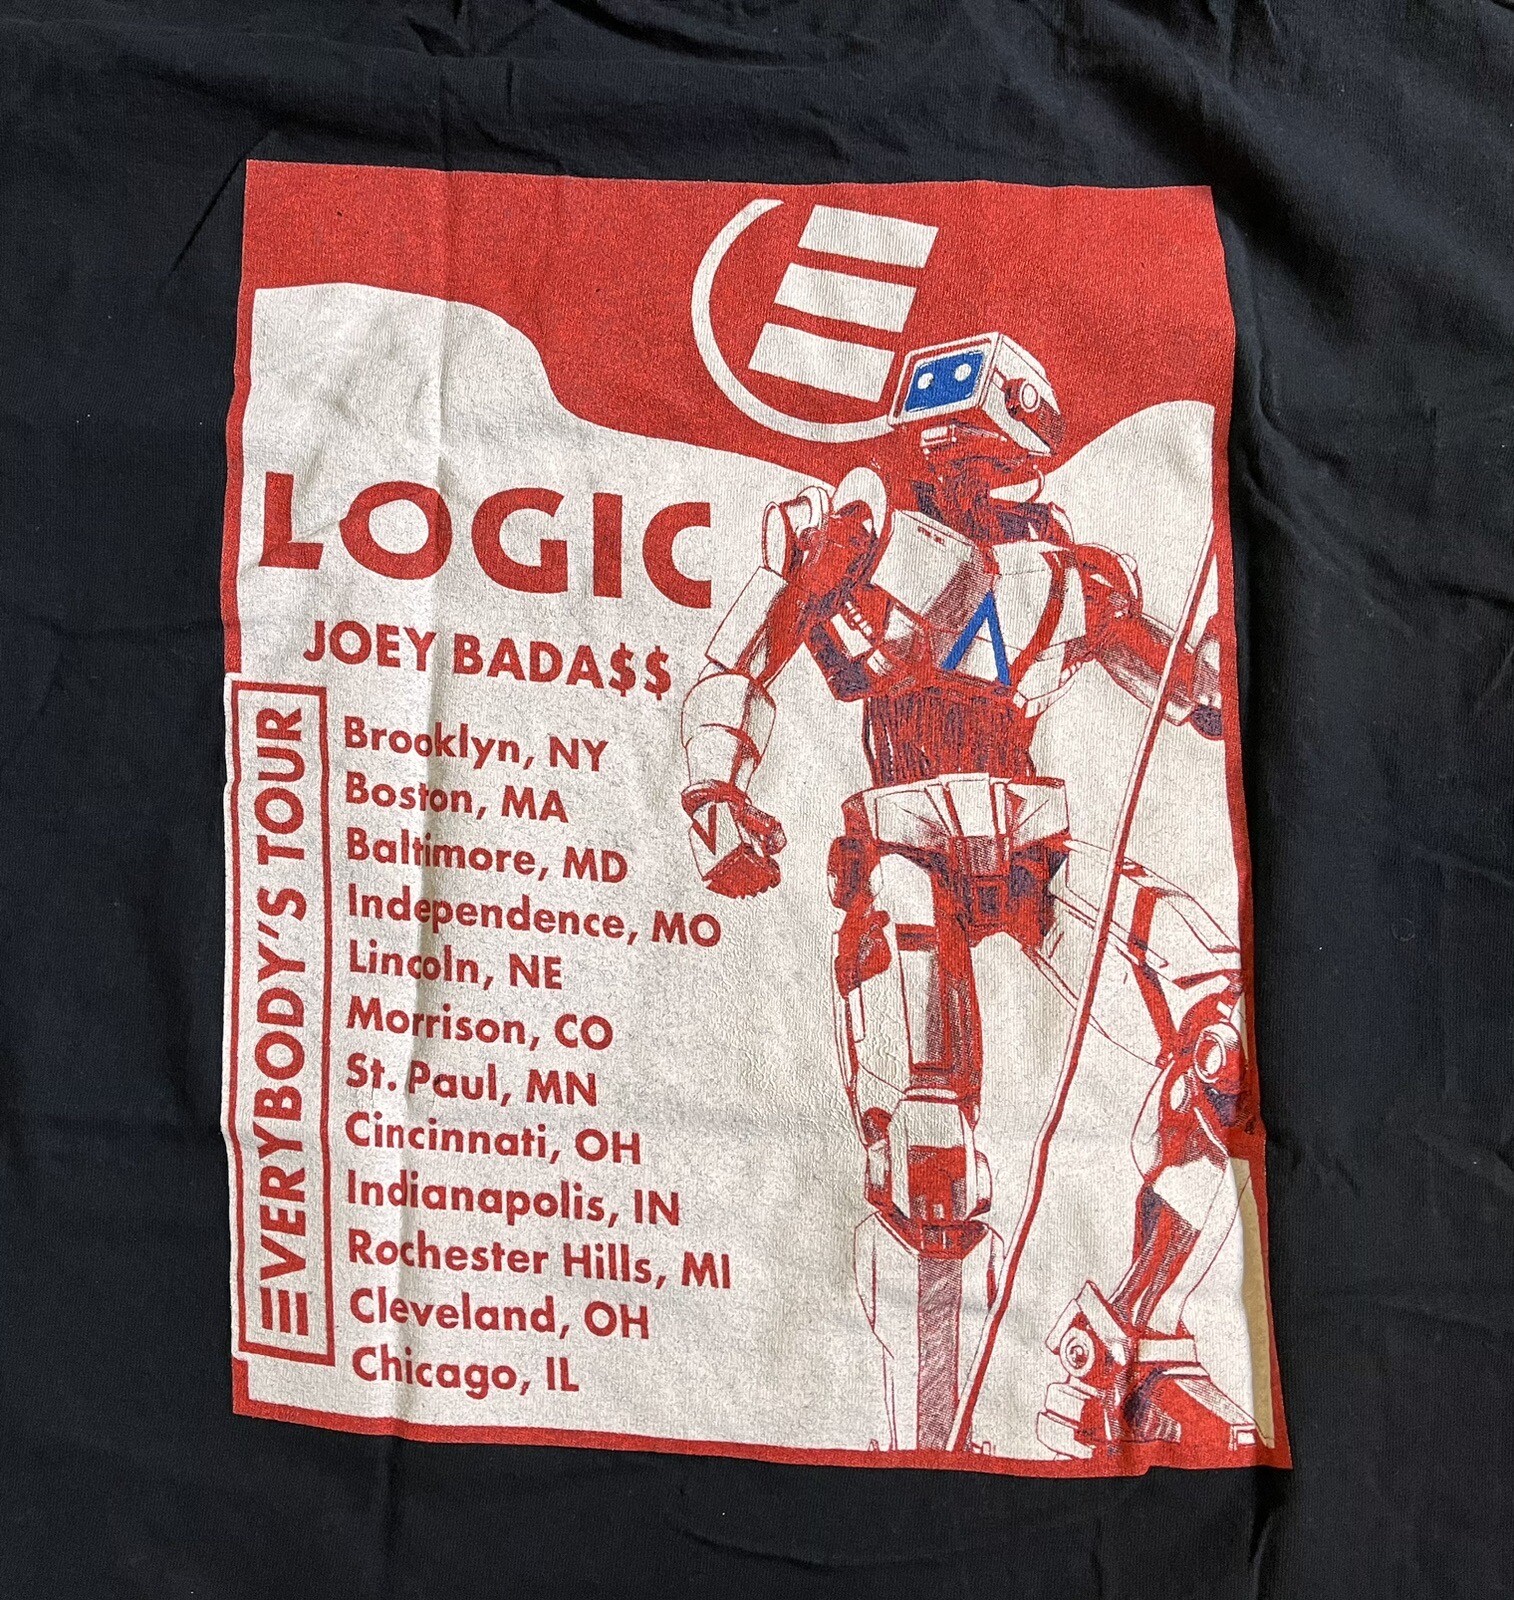 E
LOGIC
JOEY BADA$$
EVERYBODY'S TOUR
Brooklyn, NY
Boston, MA
Baltimore, MD
Independence, MO
Lincoln, NE
Morrison, CO
St. Paul, MN
Cincinnati, OH
Indianapolis, IN
Rochester Hills, MI
Cleveland, OH
Chicago, IL